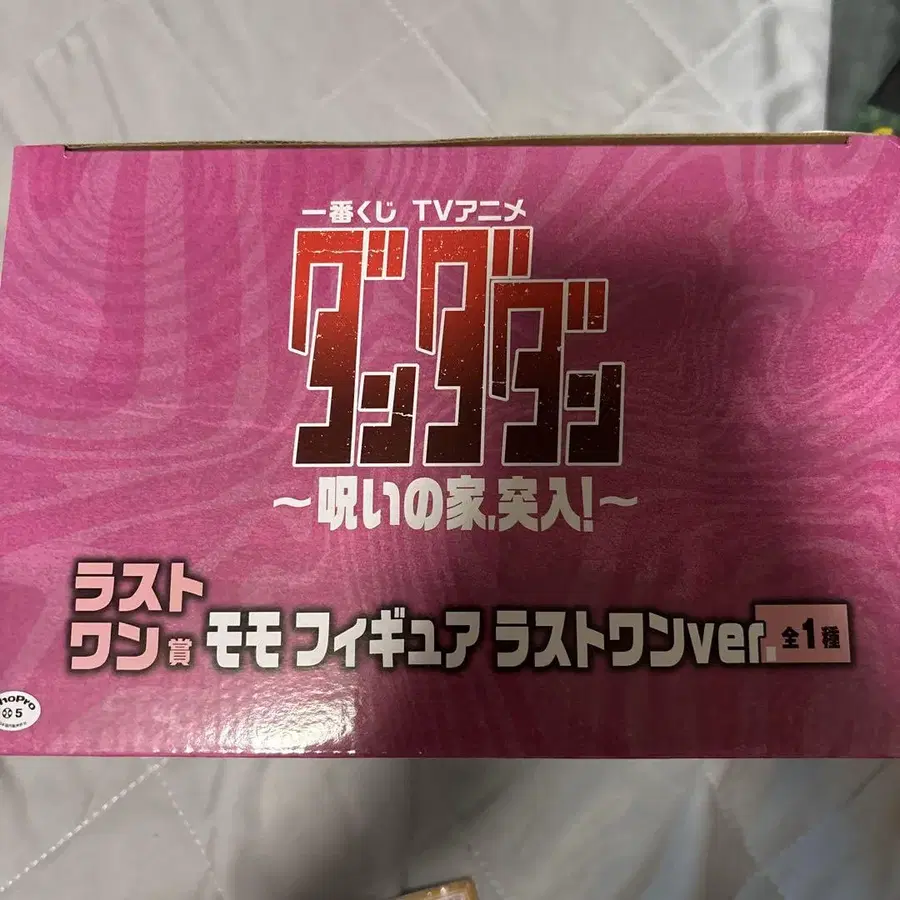 一番くじ TVアニメ
ダンダダン
〜呪いの家、突入!〜
ラスト
ワン賞 モモ フィギュア ラストワンver. 全1種
hoPro
5